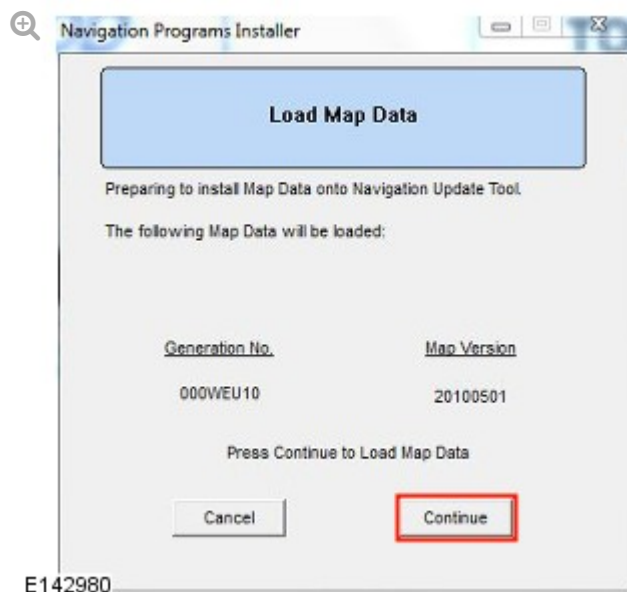 Navigation Programs Installer
Load Map Data
Preparing to install Map Data onto Navigation Update Tool.
The following Map Data will be loaded:
Generation No.
Map Version
000WEU10
20100501
Press Continue to Load Map Data
Cancel
Continue
E142980